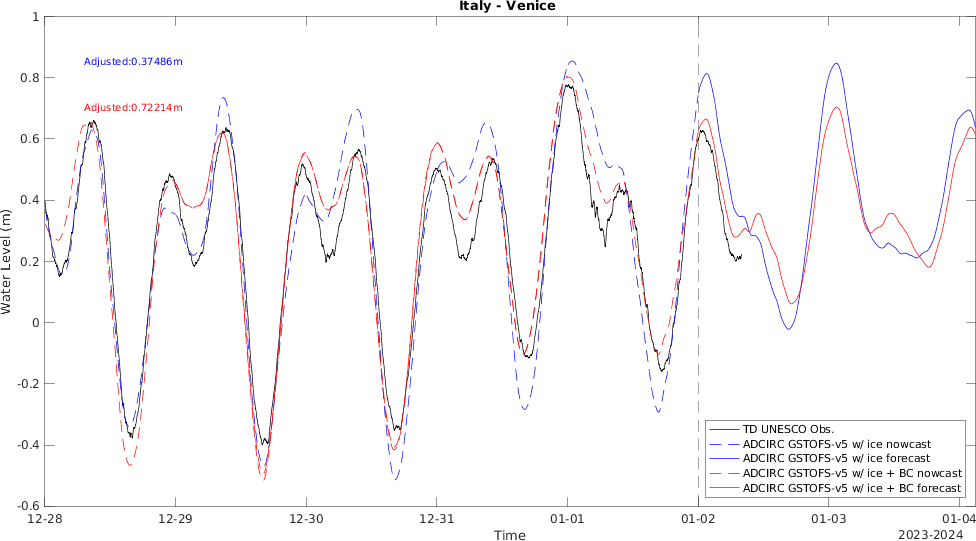 Italy - Venice
Adjusted:0.37486m
Adjusted:0.72214m
Water Level (m)
1
0.8
0.6
0.4
0.2
0
-0.2
-0.4
-0.6
TD UNESCO Obs.
ADCIRC GSTOFS-v5 w/ ice nowcast
ADCIRC GSTOFS-v5 w/ ice forecast
ADCIRC GSTOFS-v5 w/ ice + BC nowcast
ADCIRC GSTOFS-v5 w/ ice + BC forecast
12-28 12-29 12-30 12-31 01-01 01-02 01-03 01-04
Time
2023-2024